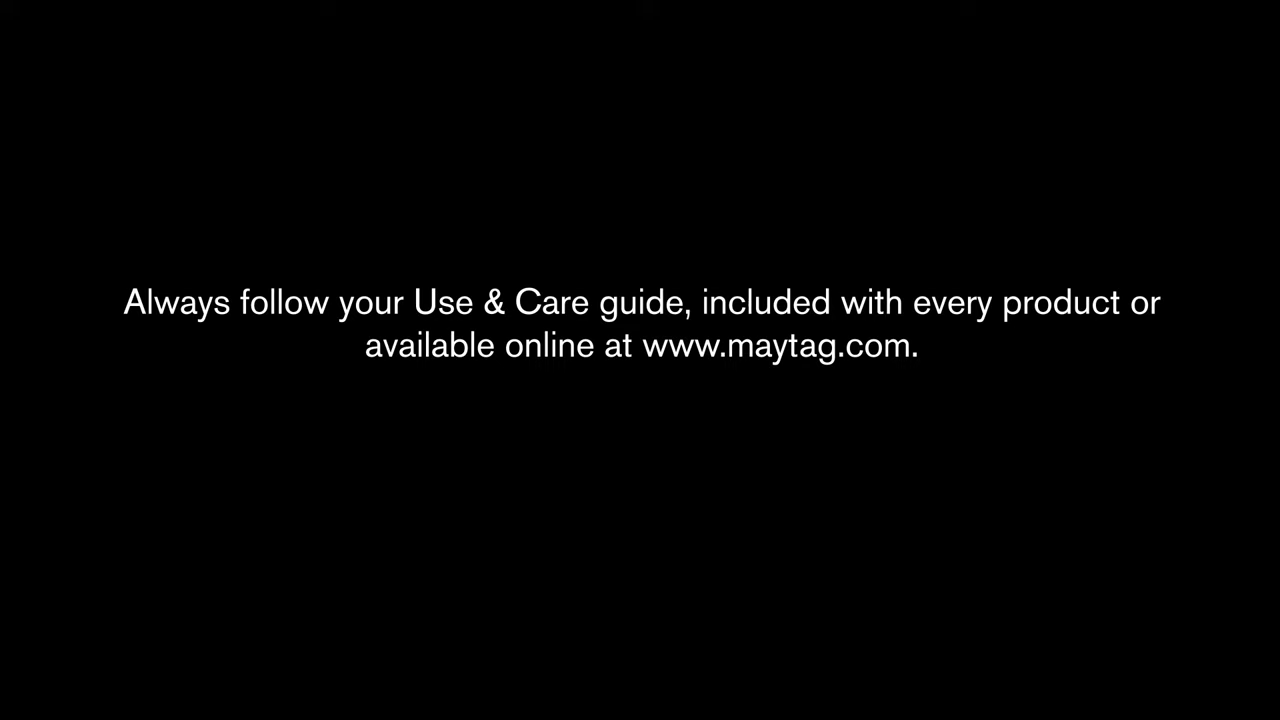 Always follow your Use & Care guide, included with every product or
available online at www.maytag.com.